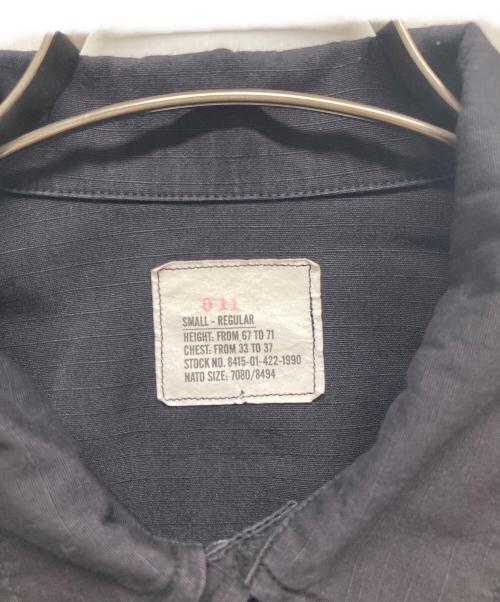 011
SMALL - REGULAR
HEIGHT: FROM 67 TO 71
CHEST: FROM 33 TO 37
STOCK NO. 8415-01-422-1990
NATO SIZE: 7080/8494